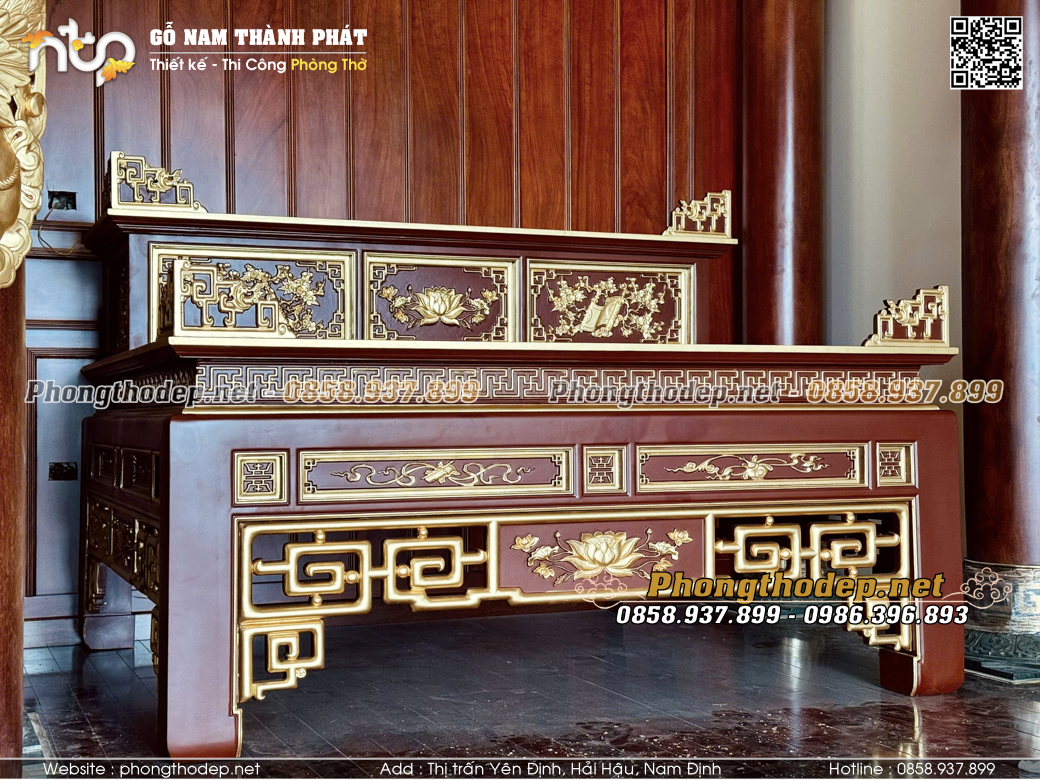 ntp
GỖ NAM THÀNH PHÁT
Thiết kế - Thi Công Phòng Thờ
Phongthodep.net - 0858.937.899
Phongthodep.net - 0858.937.899
Phongthodep.net
0858.937.899 - 0986.396.893
Website : phongthodep.net
Add : Thị trấn Yên Định, Hải Hậu, Nam Định
Hotline : 0858.937.899